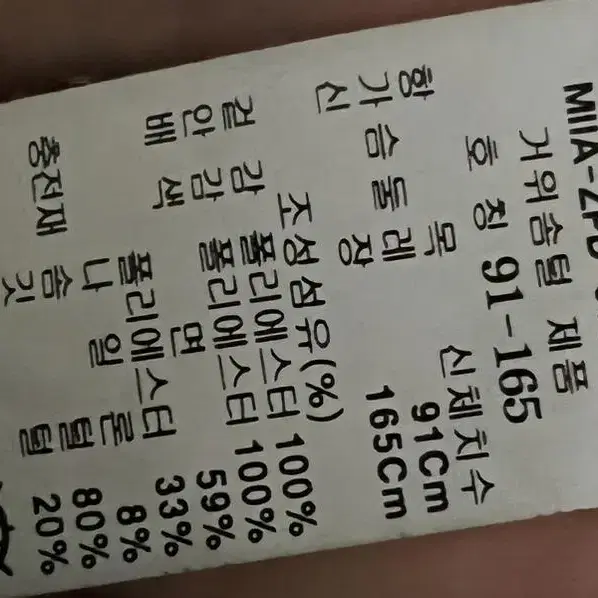 거위솜털 제품
호 칭 91-165
항 목 신체치수
가슴둘레 91Cm
신 장 165Cm
조성섬유(%)
겉 감 폴리에스터 100%
안 감 폴리에스터 100%
배 색 면 59%
폴리에스터 33%
나 일 론 8%
충전재 솜 털 80%
깃 털 20%